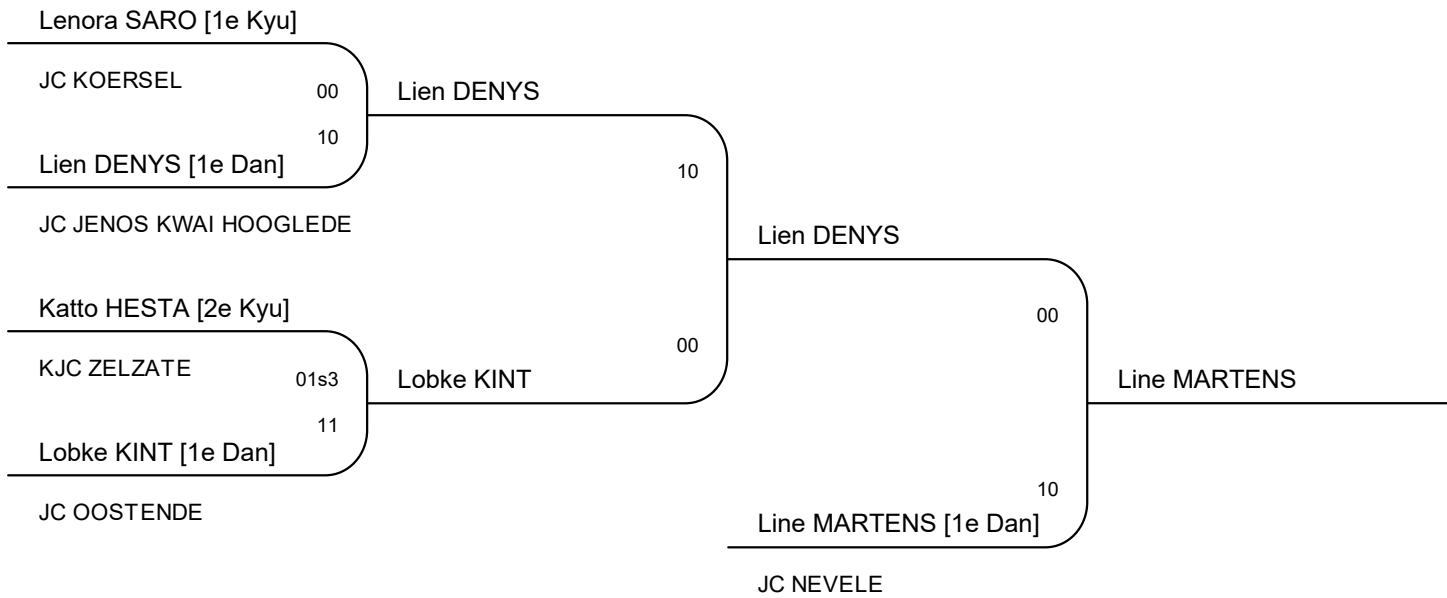 Lenora SARO [1e Kyu]
JC KOERSEL
00
10
Lien DENYS [1e Dan]
JC JENOS KWAI HOOGLEDE
Katto HESTA [2e Kyu]
KJC ZELZATE
01s3
11
Lobke KINT [1e Dan]
JC OOSTENDE
Lien DENYS
10
00
Lobke KINT
Lien DENYS
00
10
Line MARTENS [1e Dan]
JC NEVELE
Line MARTENS